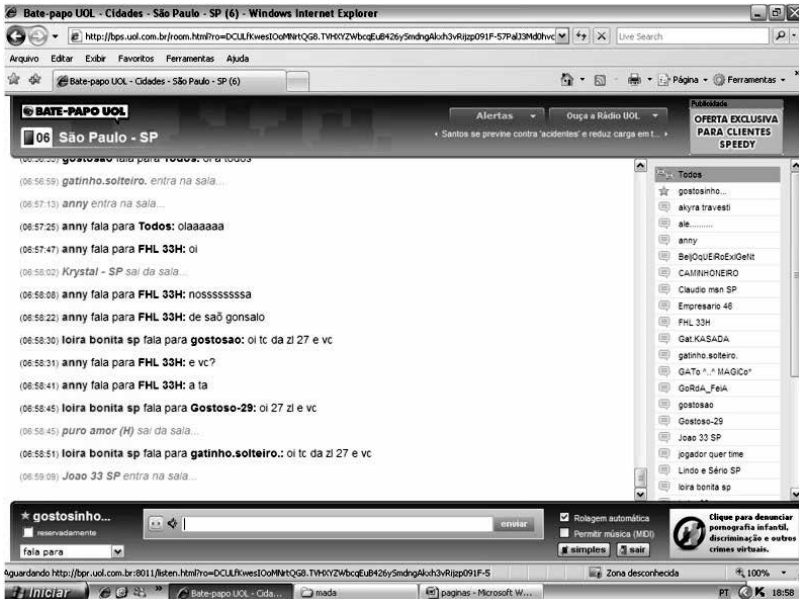 Bate-papo UOL - Cidades - São Paulo - SP (6) - Windows Internet Explorer
Live Search
Arquivo Editar Exibir Favoritos Ferramentas Ajuda
Bate-papo UOL - Cidades - São Paulo - SP (6)
Página Ferramentas
BATE-PAPO UOL
Alertas
Ouça a Rádio UOL
Publicidade
OFERTA EXCLUSIVA
PARA CLIENTES
SPEEDY
06 São Paulo - SP
Santos se previne contra 'acidentes' e reduz carga em t...
gostosao fala para Todos: oi a todos
(06:56:59) gatinho.solteiro. entra na sala...
(06:57:13) anny entra na sala...
(06:57:25) anny fala para Todos: olaaaaaa
(06:57:47) anny fala para FHL 33H: oi
(06:58:02) Krystal - SP sai da sala...
(06:58:08) anny fala para FHL 33H: nosssssssa
(06:58:22) anny fala para FHL 33H: de saõ gonsalo
(06:58:30) loira bonita sp fala para gostosao: oi tc da zl 27 e vc
(06:58:31) anny fala para FHL 33H: e vc?
(06:58:41) anny fala para FHL 33H: a ta
(06:58:45) loira bonita sp fala para Gostoso-29: oi 27 zl e vc
(06:58:45) puro amor (H) sai da sala...
(06:58:51) loira bonita sp fala para gatinho.solteiro.: oi tc da zl 27 e vc
(06:59:09) Joao 33 SP entra na sala...
Todos
gostosinho...
akyra travesti
ale..........
anny
BeijOqUEiRoExIGeNt
CAMINHONEIRO
Claudio msn SP
Empresario 46
FHL 33H
Gat.KASADA
gatinho.solteiro.
GATo ^..^ MAGiCo*
GoRdA_FeiA
gostosao
Gostoso-29
Joao 33 SP
jogador quer time
Lindo e Sério SP
loira bonita sp
gostosinho...
reservadamente
fala para
enviar
Rolagem automática
Permitir música (MIDI)
simples sair
Clique para denunciar
pornografia infantil,
discriminação e outros
crimes virtuais.
Zona desconhecida
100%
Iniciar
Bate-papo UOL - Cida...
mada
paginas - Microsoft W...
PT
18:58